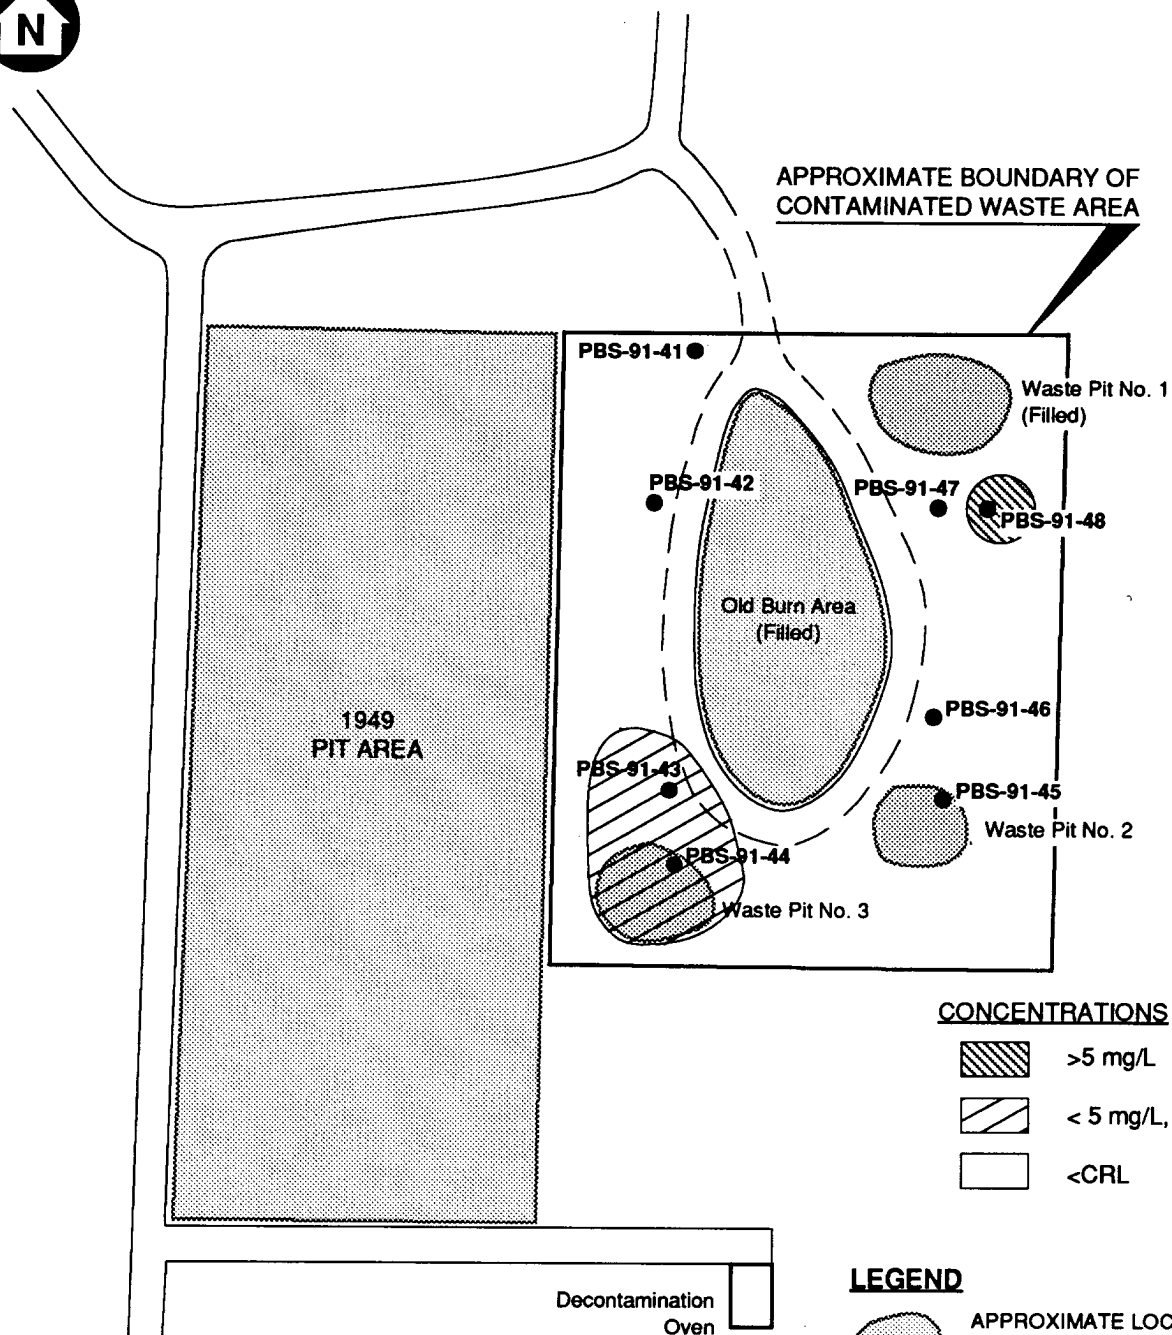 N
APPROXIMATE BOUNDARY OF
CONTAMINATED WASTE AREA
PBS-91-41
Waste Pit No. 1
(Filled)
PBS-91-42
PBS-91-47
PBS-91-48
Old Burn Area
(Filled)
1949
PIT AREA
PBS-91-46
PBS-91-43
PBS-91-45
Waste Pit No. 2
PBS-91-44
Waste Pit No. 3
CONCENTRATIONS
>5 mg/L
< 5 mg/L,
<CRL
Decontamination
Oven
LEGEND
APPROXIMATE LOC